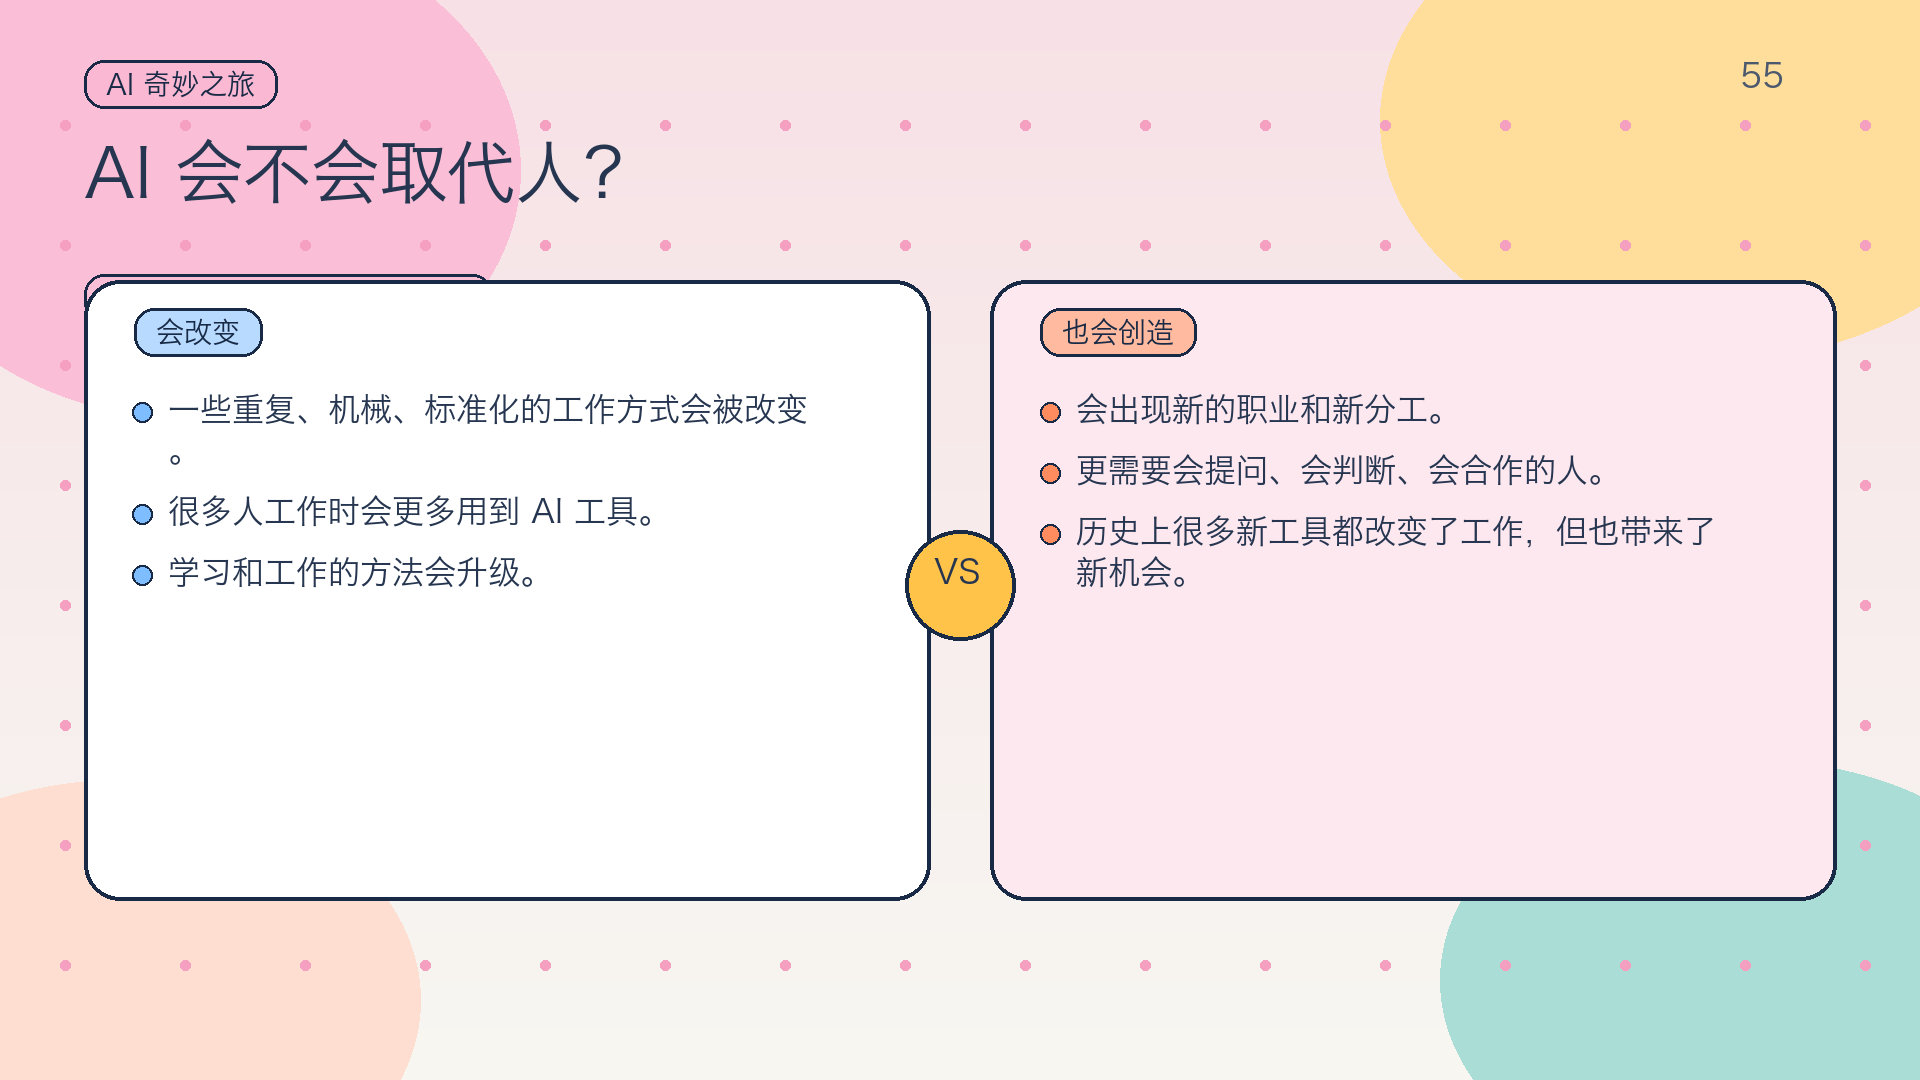 AI 奇妙之旅
55
AI 会不会取代人?
会改变
一些重复、机械、标准化的工作方式会被改变
。
很多人工作时会更多用到 AI 工具。
学习和工作的方法会升级。
VS
也会创造
会出现新的职业和新分工。
更需要会提问、会判断、会合作的人。
历史上很多新工具都改变了工作，但也带来了
新机会。